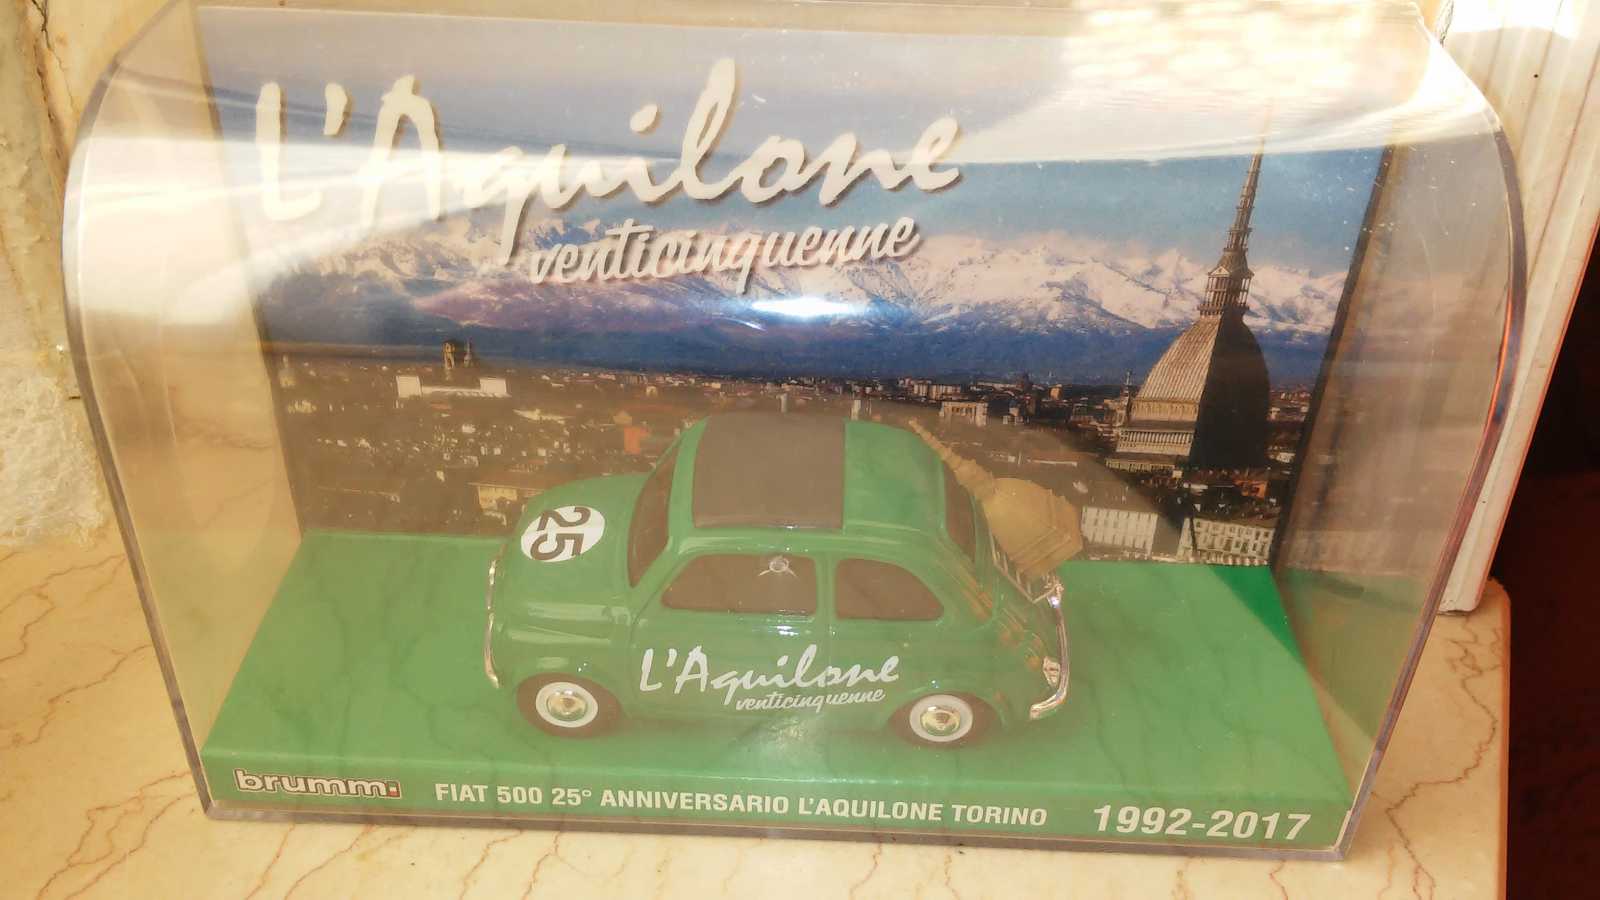 L'Aquilone
venticinquenne
25
L'Aquilone
venticinquenne
brumm
FIAT 500 25° ANNIVERSARIO L'AQUILONE TORINO
1992-2017